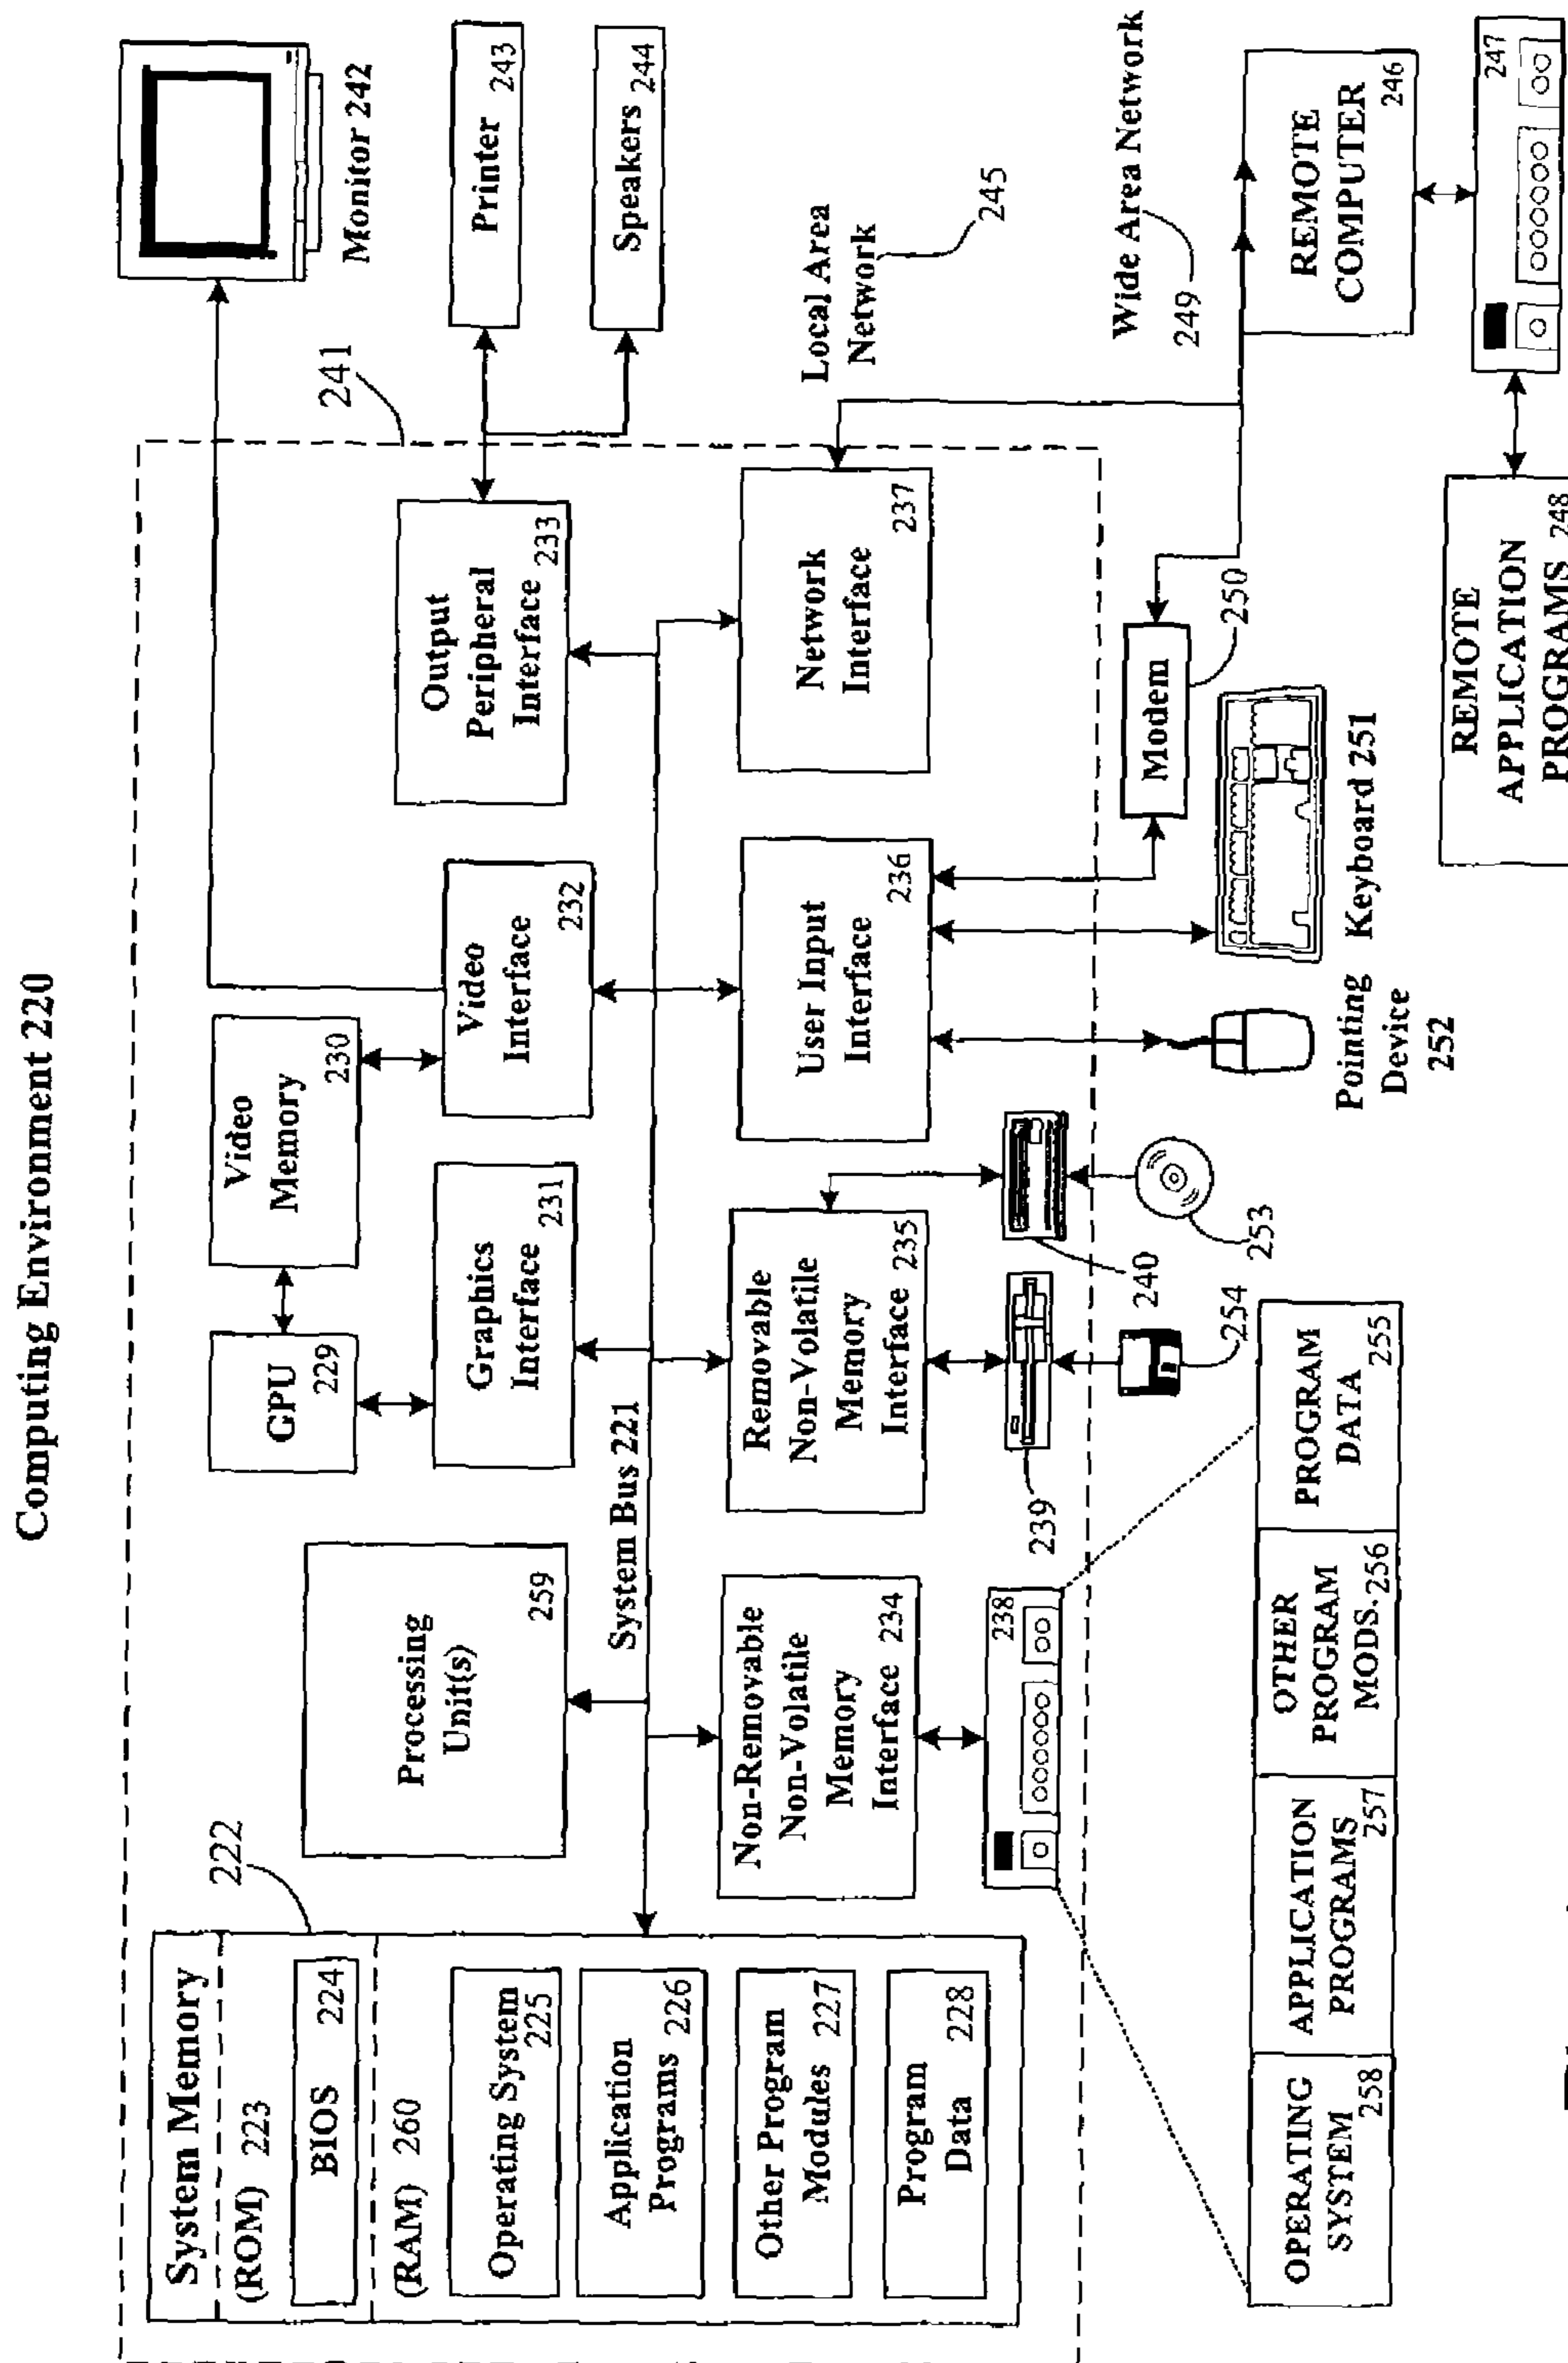 Computing Environment 220
System Memory
(ROM) 223
BIOS 224
(RAM) 260
Operating System
225
Application
Programs 226
Other Program
Modules 227
Program
Data 228
222
Processing
Unit(s)
259
System Bus 221
GPU
229
Video
Memory
230
Graphics
Interface
231
Video
Interface
232
Output
Peripheral
Interface 233
241
Monitor 242
Printer 243
Speakers 244
Non-Removable
Non-Volatile
Memory
Interface 234
Removable
Non-Volatile
Memory
Interface 235
User Input
Interface
236
Network
Interface
237
Local Area
Network
245
238
239
240
254
253
Modem
250
Wide Area Network
249
Pointing
Device
252
Keyboard 251
REMOTE
COMPUTER
246
247
REMOTE
APPLICATION
PROGRAMS 248
OPERATING
SYSTEM
258
APPLICATION
PROGRAMS
257
OTHER
PROGRAM
MODS. 256
PROGRAM
DATA
255